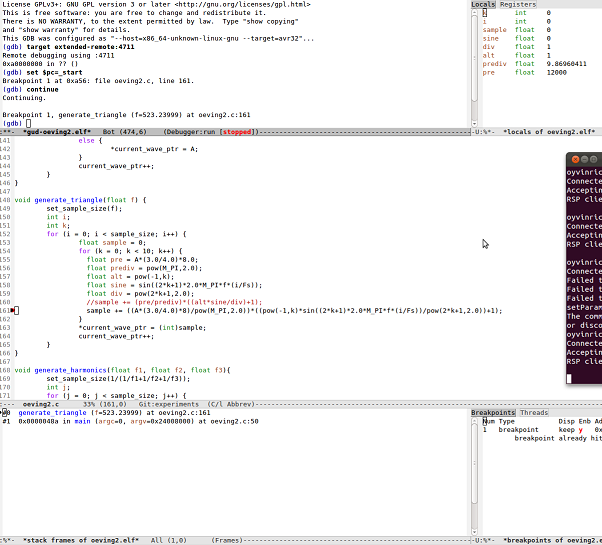 License GPLv3+: GNU GPL version 3 or later <http://gnu.org/licenses/gpl.html>
This is free software: you are free to change and redistribute it.
There is NO WARRANTY, to the extent permitted by law.  Type "show copying"
and "show warranty" for details.
This GDB was configured as "--host=x86_64-unknown-linux-gnu --target=avr32"...
(gdb) target extended-remote:4711
Remote debugging using :4711
0xa0000000 in ?? ()
(gdb) set $pc=_start
Breakpoint 1 at 0xa56: file oeving2.c, line 161.
(gdb) continue
Continuing.
Breakpoint 1, generate_triangle (f=523.23999) at oeving2.c:161
(gdb)
:**-  *gud-oeving2.elf*   Bot (474,6)    (Debugger:run [stopped])
141 else {
142 *current_wave_ptr = A;
143 }
144 current_wave_ptr++;
145 }
146 }
147
148 void generate_triangle(float f) {
149 set_sample_size(f);
150 int i;
151 int k;
152 for (i = 0; i < sample_size; i++) {
153 float sample = 0;
154 for (k = 0; k < 10; k++) {
155 float pre = A*(3.0/4.0)*8.0;
156 float prediv = pow(M_PI,2.0);
157 float alt = pow(-1,k);
158 float sine = sin((2*k+1)*2.0*M_PI*f*(i/Fs));
159 float div = pow(2*k+1,2.0);
160 //sample += (pre/prediv)*((alt*sine/div)+1);
161 sample += ((A*(3.0/4.0)*8)/pow(M_PI,2.0))*((pow(-1,k)*sin((2*k+1)*2.0*M_PI*f*(i/Fs))/pow(2*k+1,2.0))+1);
162 }
163 *current_wave_ptr = (int)sample;
164 current_wave_ptr++;
165 }
166 }
167
168 void generate_harmonics(float f1, float f2, float f3){
169 set_sample_size(1/(1/f1+1/f2+1/f3));
170 int j;
171 for (j = 0; j < sample_size; j++) {
oeving2.c      33% (161,0)   Git:experiments  (C/l Abbrev)
#0  generate_triangle (f=523.23999) at oeving2.c:161
#1  0x0000040a in main (argc=0, argv=0x24008000) at oeving2.c:50
:%*-  *stack frames of oeving2.elf*   All (1,0)      (Frames)
Locals Registers
k int 0
i int 0
sample float 0
sine float 0
div float 1
alt float 1
prediv float 9.86960411
pre float 12000
-U:%*-  *locals of oeving2.elf*
oyvinric
Connecte
Acceptin
RSP clie
oyvinric
Connecte
Acceptin
RSP clie
oyvinric
Connecte
Failed t
Failed t
Failed t
setParam
The comm
or disco
oyvinric
Connecte
Acceptin
RSP clie
Breakpoints Threads
Num Type Disp Enb Ad
1 breakpoint keep y 0x
breakpoint already hit
-U:%*-  *breakpoints of oeving2.e